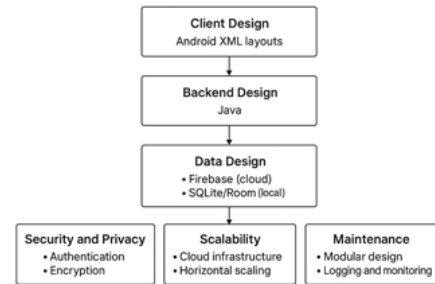 Client Design
Android XML layouts
Backend Design
Java
Data Design
• Firebase (cloud)
• SQLite/Room (local)
Security and Privacy
• Authentication
• Encryption
Scalability
• Cloud infrastructure
• Horizontal scaling
Maintenance
• Modular design
• Logging and monitoring